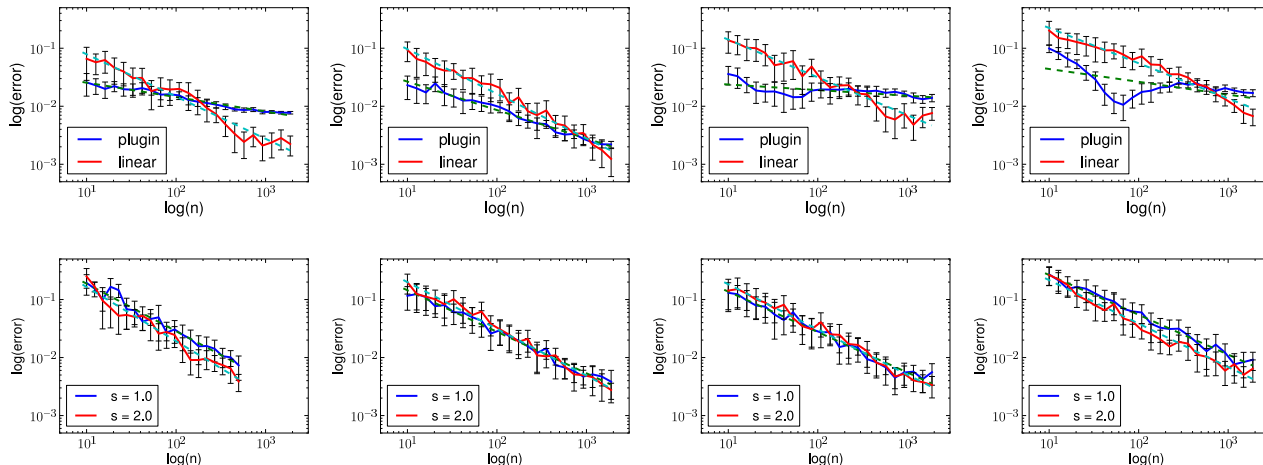 log(error)
10⁻¹
10⁻²
10⁻³
plugin
linear
10¹
10²
10³
log(n)
log(error)
10⁻¹
10⁻²
10⁻³
plugin
linear
10¹
10²
10³
log(n)
log(error)
10⁻¹
10⁻²
10⁻³
plugin
linear
10¹
10²
10³
log(n)
log(error)
10⁻¹
10⁻²
10⁻³
plugin
linear
10¹
10²
10³
log(n)
log(error)
10⁻¹
10⁻²
10⁻³
s = 1.0
s = 2.0
10¹
10²
10³
log(n)
log(error)
10⁻¹
10⁻²
10⁻³
s = 1.0
s = 2.0
10¹
10²
10³
log(n)
log(error)
10⁻¹
10⁻²
10⁻³
s = 1.0
s = 2.0
10¹
10²
10³
log(n)
log(error)
10⁻¹
10⁻²
10⁻³
s = 1.0
s = 2.0
10¹
10²
10³
log(n)